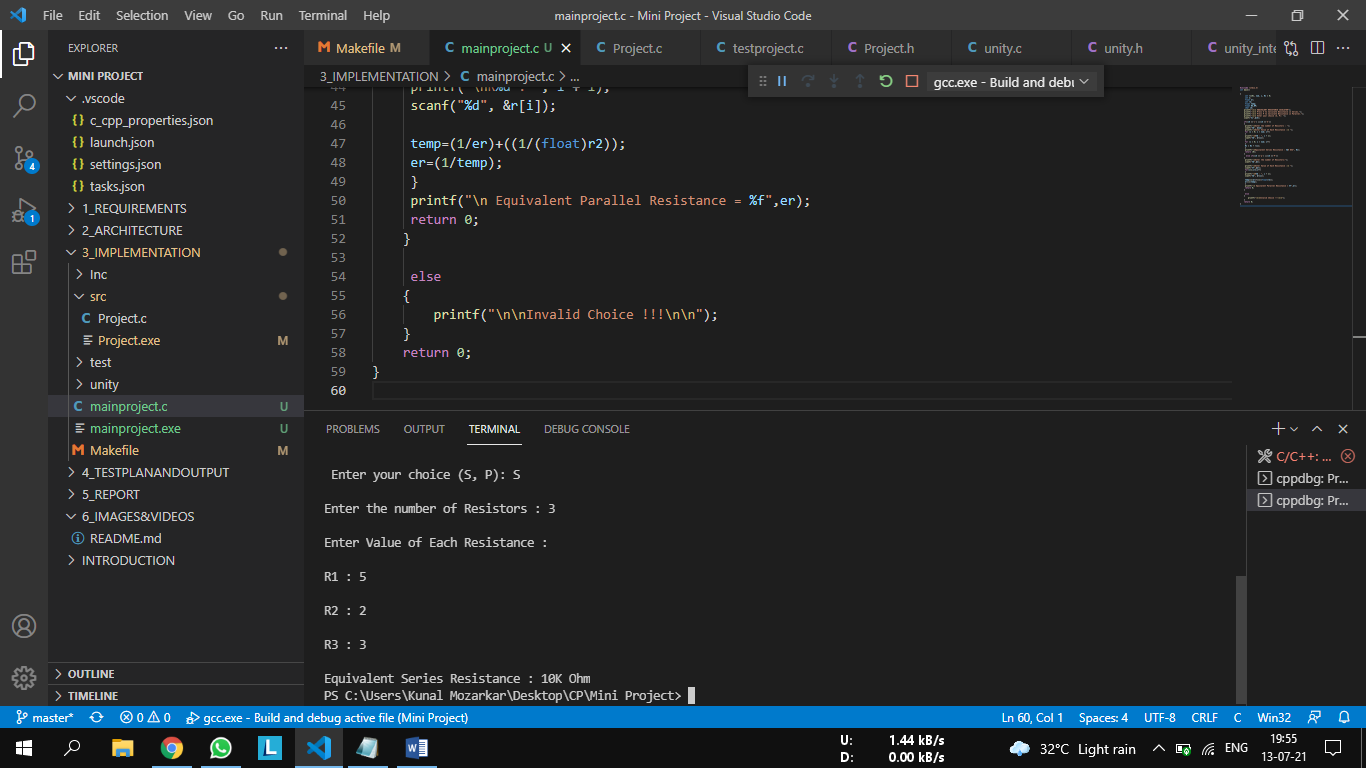 File Edit Selection View Go Run Terminal Help
mainproject.c - Mini Project - Visual Studio Code
EXPLORER
MINI PROJECT
.vscode
{} c_cpp_properties.json
{} launch.json
{} settings.json
{} tasks.json
1_REQUIREMENTS
2_ARCHITECTURE
3_IMPLEMENTATION
Inc
src
C Project.c
Project.exe M
test
unity
C mainproject.c U
mainproject.exe U
M Makefile M
4_TESTPLANANDOUTPUT
5_REPORT
6_IMAGES&VIDEOS
README.md
INTRODUCTION
OUTLINE
TIMELINE
4
1
M Makefile M
C mainproject.c U
C Project.c
C testproject.c
C Project.h
C unity.c
C unity.h
C unity_inte
3_IMPLEMENTATION > C mainproject.c > ...
gcc.exe - Build and debu
44 printf("\nR%d : ", i + 1);
45 scanf("%d", &r[i]);
46
47 temp=(1/er)+((1/(float)r2));
48 er=(1/temp);
49 }
50 printf("\n Equivalent Parallel Resistance = %f",er);
51 return 0;
52 }
53
54 else
55 {
56 printf("\n\nInvalid Choice !!!\n\n");
57 }
58 return 0;
59 }
60
PROBLEMS OUTPUT TERMINAL DEBUG CONSOLE
Enter your choice (S, P): S
Enter the number of Resistors : 3
Enter Value of Each Resistance :
R1 : 5
R2 : 2
R3 : 3
Equivalent Series Resistance : 10K Ohm
PS C:\Users\Kunal Mozarkar\Desktop\CP\Mini Project>
C/C++: ...
cppdbg: Pr...
cppdbg: Pr...
master* 0 0 gcc.exe - Build and debug active file (Mini Project)
Ln 60, Col 1 Spaces: 4 UTF-8 CRLF C Win32
L
W
U: 1.44 kB/s
D: 0.00 kB/s
32°C Light rain
ENG
19:55
13-07-21